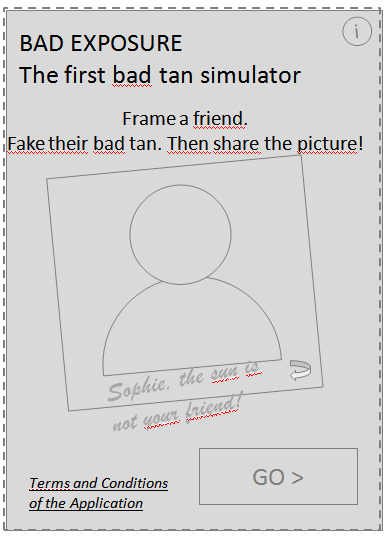 i
BAD EXPOSURE
The first bad tan simulator
Frame a friend.
Fake their bad tan. Then share the picture!
Sophie, the sun is
not your friend!
GO >
Terms and Conditions
of the Application